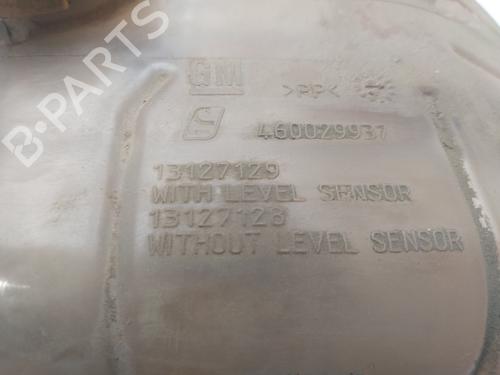 GM >PP<
460029937
13127129
WITH LEVEL SENSOR
13127128
WITHOUT LEVEL SENSOR
B-PARTS